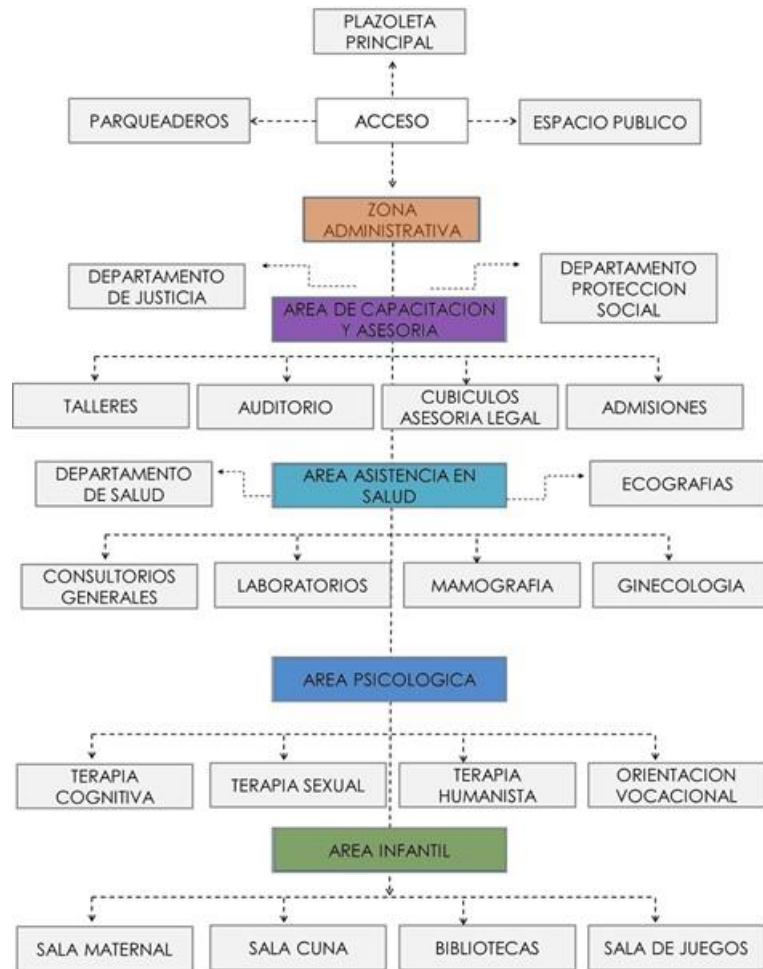 PLAZOLETA
PRINCIPAL
PARQUEADEROS
ACCESO
ESPACIO PUBLICO
ZONA
ADMINISTRATIVA
DEPARTAMENTO
DE JUSTICIA
DEPARTAMENTO
PROTECCION
SOCIAL
AREA DE CAPACITACION
Y ASESORIA
TALLERES
AUDITORIO
CUBICULOS
ASESORIA LEGAL
ADMISIONES
DEPARTAMENTO
DE SALUD
AREA ASISTENCIA EN
SALUD
ECOGRAFIAS
CONSULTORIOS
GENERALES
LABORATORIOS
MAMOGRAFIA
GINECOLOGIA
AREA PSICOLOGICA
TERAPIA
COGNITIVA
TERAPIA SEXUAL
TERAPIA
HUMANISTA
ORIENTACION
VOCACIONAL
AREA INFANTIL
SALA MATERNAL
SALA CUNA
BIBLIOTECAS
SALA DE JUEGOS